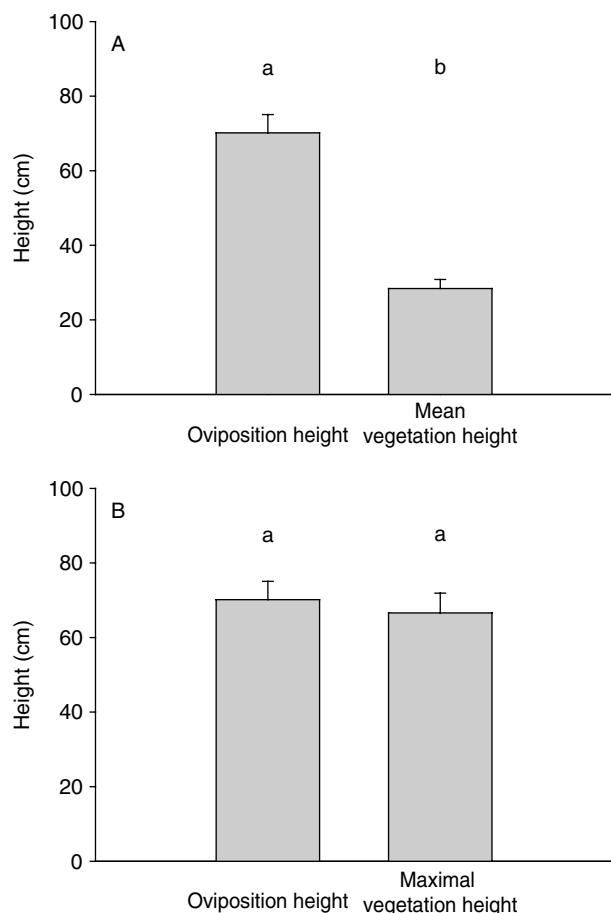 A
a
b
100
80
60
40
20
0
Height (cm)
Oviposition height
Mean
vegetation height
B
a
a
100
80
60
40
20
0
Height (cm)
Oviposition height
Maximal
vegetation height